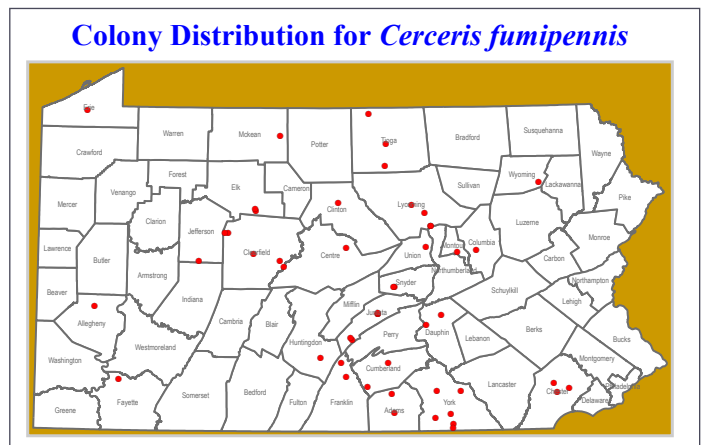 Colony Distribution for Cerceris fumipennis
Erie
Warren
Mckean
Potter
Tioga
Bradford
Susquehanna
Wayne
Crawford
Forest
Elk
Cameron
Sullivan
Wyoming
Lackawanna
Pike
Mercer
Venango
Clinton
Lycoming
Clarion
Jefferson
Luzerne
Monroe
Lawrence
Butler
Clearfield
Centre
Union
Montour
Columbia
Carbon
Northumberland
Armstrong
Northampton
Beaver
Indiana
Snyder
Schuylkill
Lehigh
Mifflin
Allegheny
Cambria
Blair
Juniata
Dauphin
Berks
Bucks
Westmoreland
Huntingdon
Perry
Lebanon
Montgomery
Washington
Cumberland
Philadelphia
Lancaster
Chester
Delaware
Somerset
Bedford
Fulton
Franklin
Adams
York
Fayette
Greene